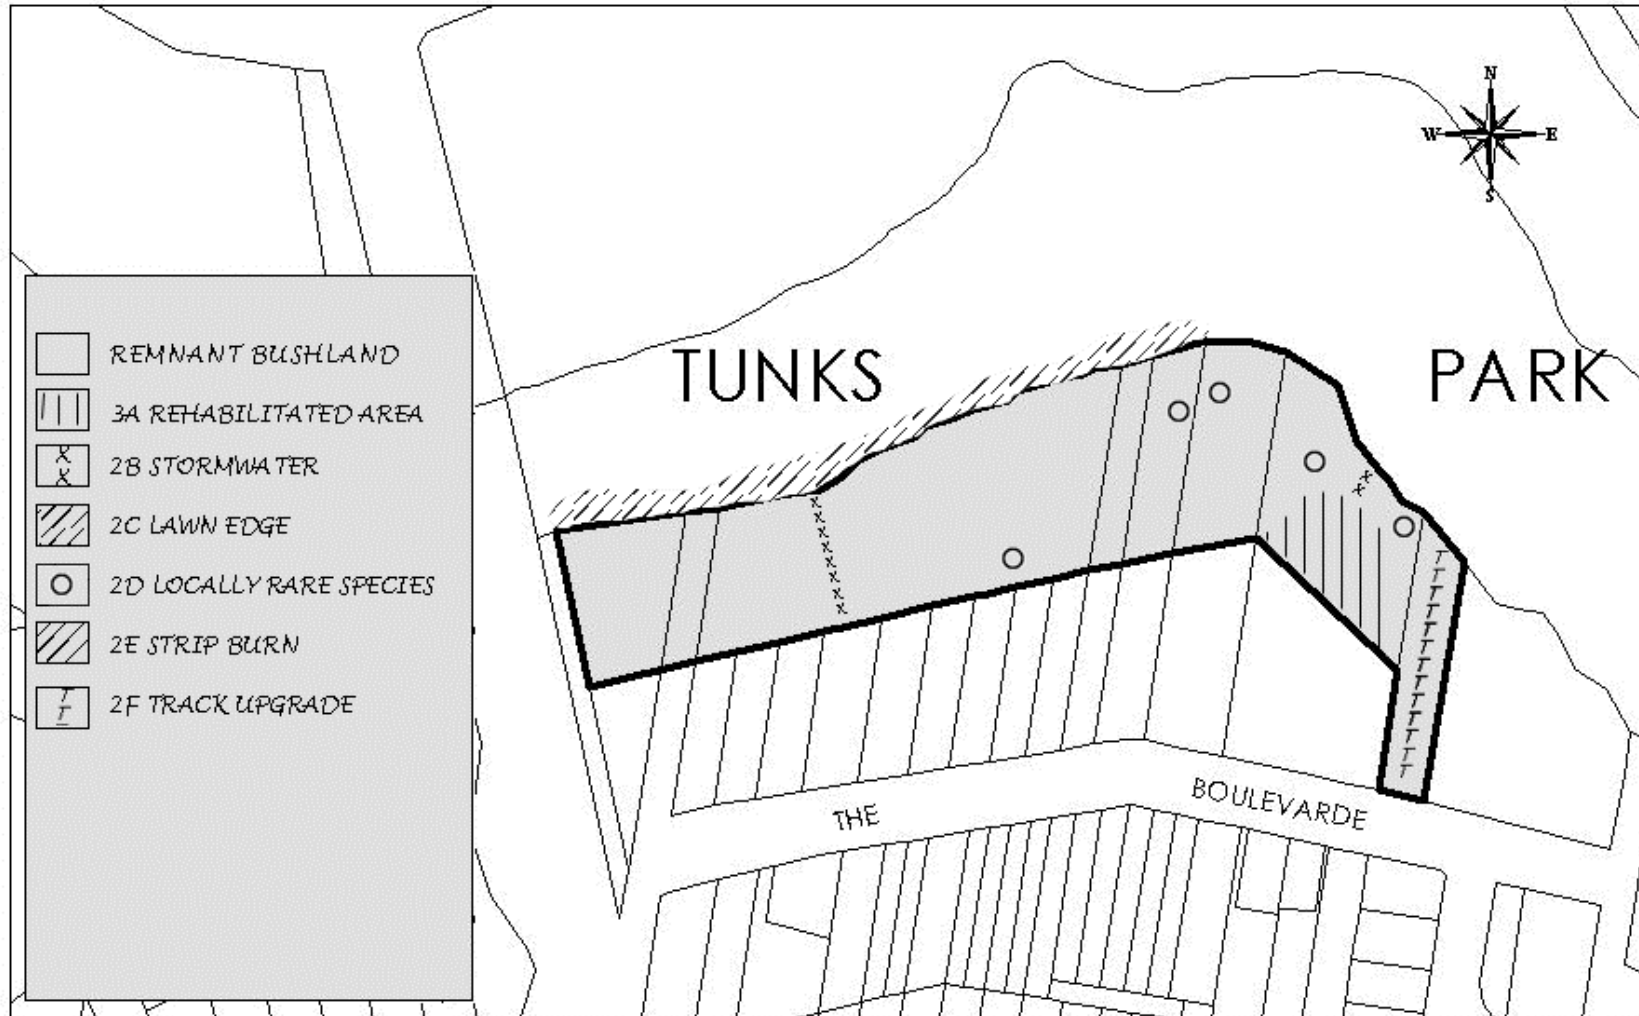 N
W E
S
TUNKS PARK
REMNANT BUSHLAND
3A REHABILITATED AREA
X
X
2B STORMWATER
2C LAWN EDGE
2D LOCALLY RARE SPECIES
2E STRIP BURN
T
T
2F TRACK UPGRADE
THE BOULEVARDE